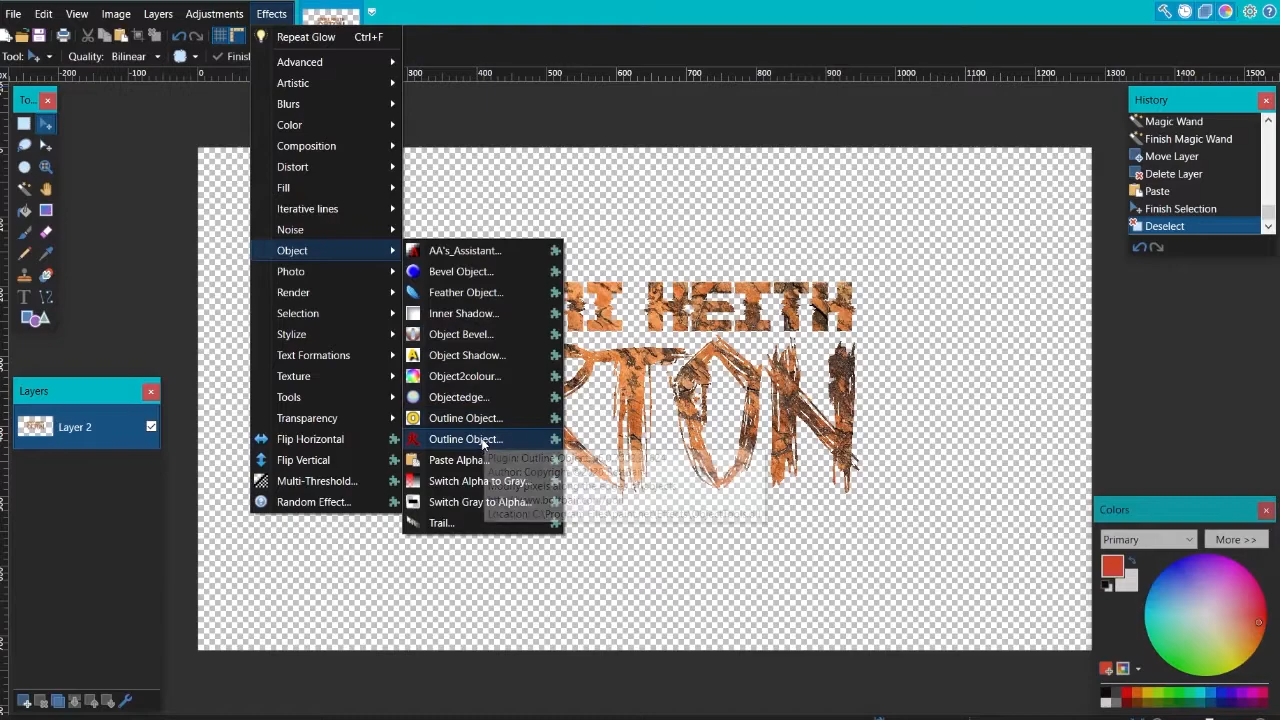 File Edit View Image Layers Adjustments Effects
Tool: Quality: Bilinear Finish
-200 -100 0 300 400 500 600 700 800 900 1000 1100 1200 1300 1400 1500
Repeat Glow Ctrl+F
Advanced
Artistic
Blurs
Color
Composition
Distort
Fill
Iterative lines
Noise
Object
Photo
Render
Selection
Stylize
Text Formations
Texture
Tools
Transparency
Flip Horizontal
Flip Vertical
Multi-Threshold...
Random Effect...
AA's_Assistant...
Bevel Object...
Feather Object...
Inner Shadow...
Object Bevel...
Object Shadow...
Object2colour...
Objectedge...
Outline Object...
Outline Object...
Paste Alpha...
Switch Alpha to Gray...
Switch Gray to Alpha...
Trail...
KEITH
TON
To...
Layers
Layer 2
History
Magic Wand
Finish Magic Wand
Move Layer
Delete Layer
Paste
Finish Selection
Deselect
Colors
Primary More >>